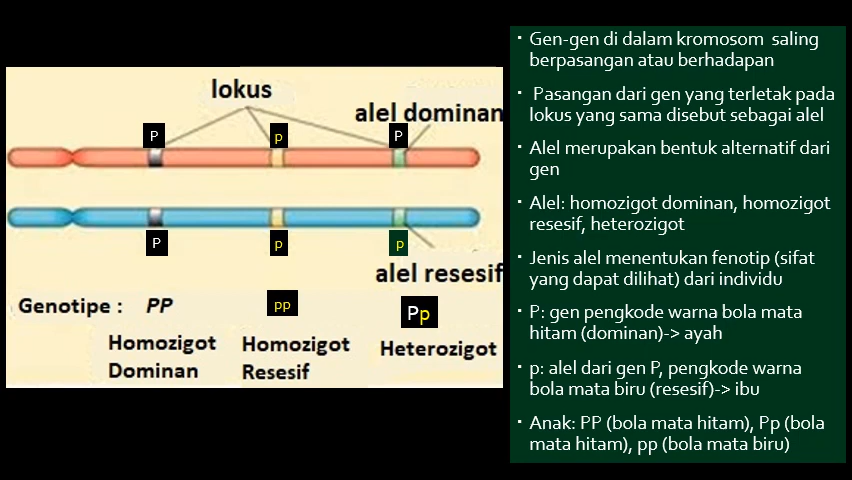 lokus
alel dominan
P p P
P p p
alel resesif
Genotipe : PP pp Pp
Homozigot Dominan
Homozigot Resesif
Heterozigot
· Gen-gen di dalam kromosom saling
berpasangan atau berhadapan
· Pasangan dari gen yang terletak pada
lokus yang sama disebut sebagai alel
· Alel merupakan bentuk alternatif dari
gen
· Alel: homozigot dominan, homozigot
resesif, heterozigot
· Jenis alel menentukan fenotip (sifat
yang dapat dilihat) dari individu
· P: gen pengkode warna bola mata
hitam (dominan)-> ayah
· p: alel dari gen P, pengkode warna
bola mata biru (resesif)-> ibu
· Anak: PP (bola mata hitam), Pp (bola
mata hitam), pp (bola mata biru)